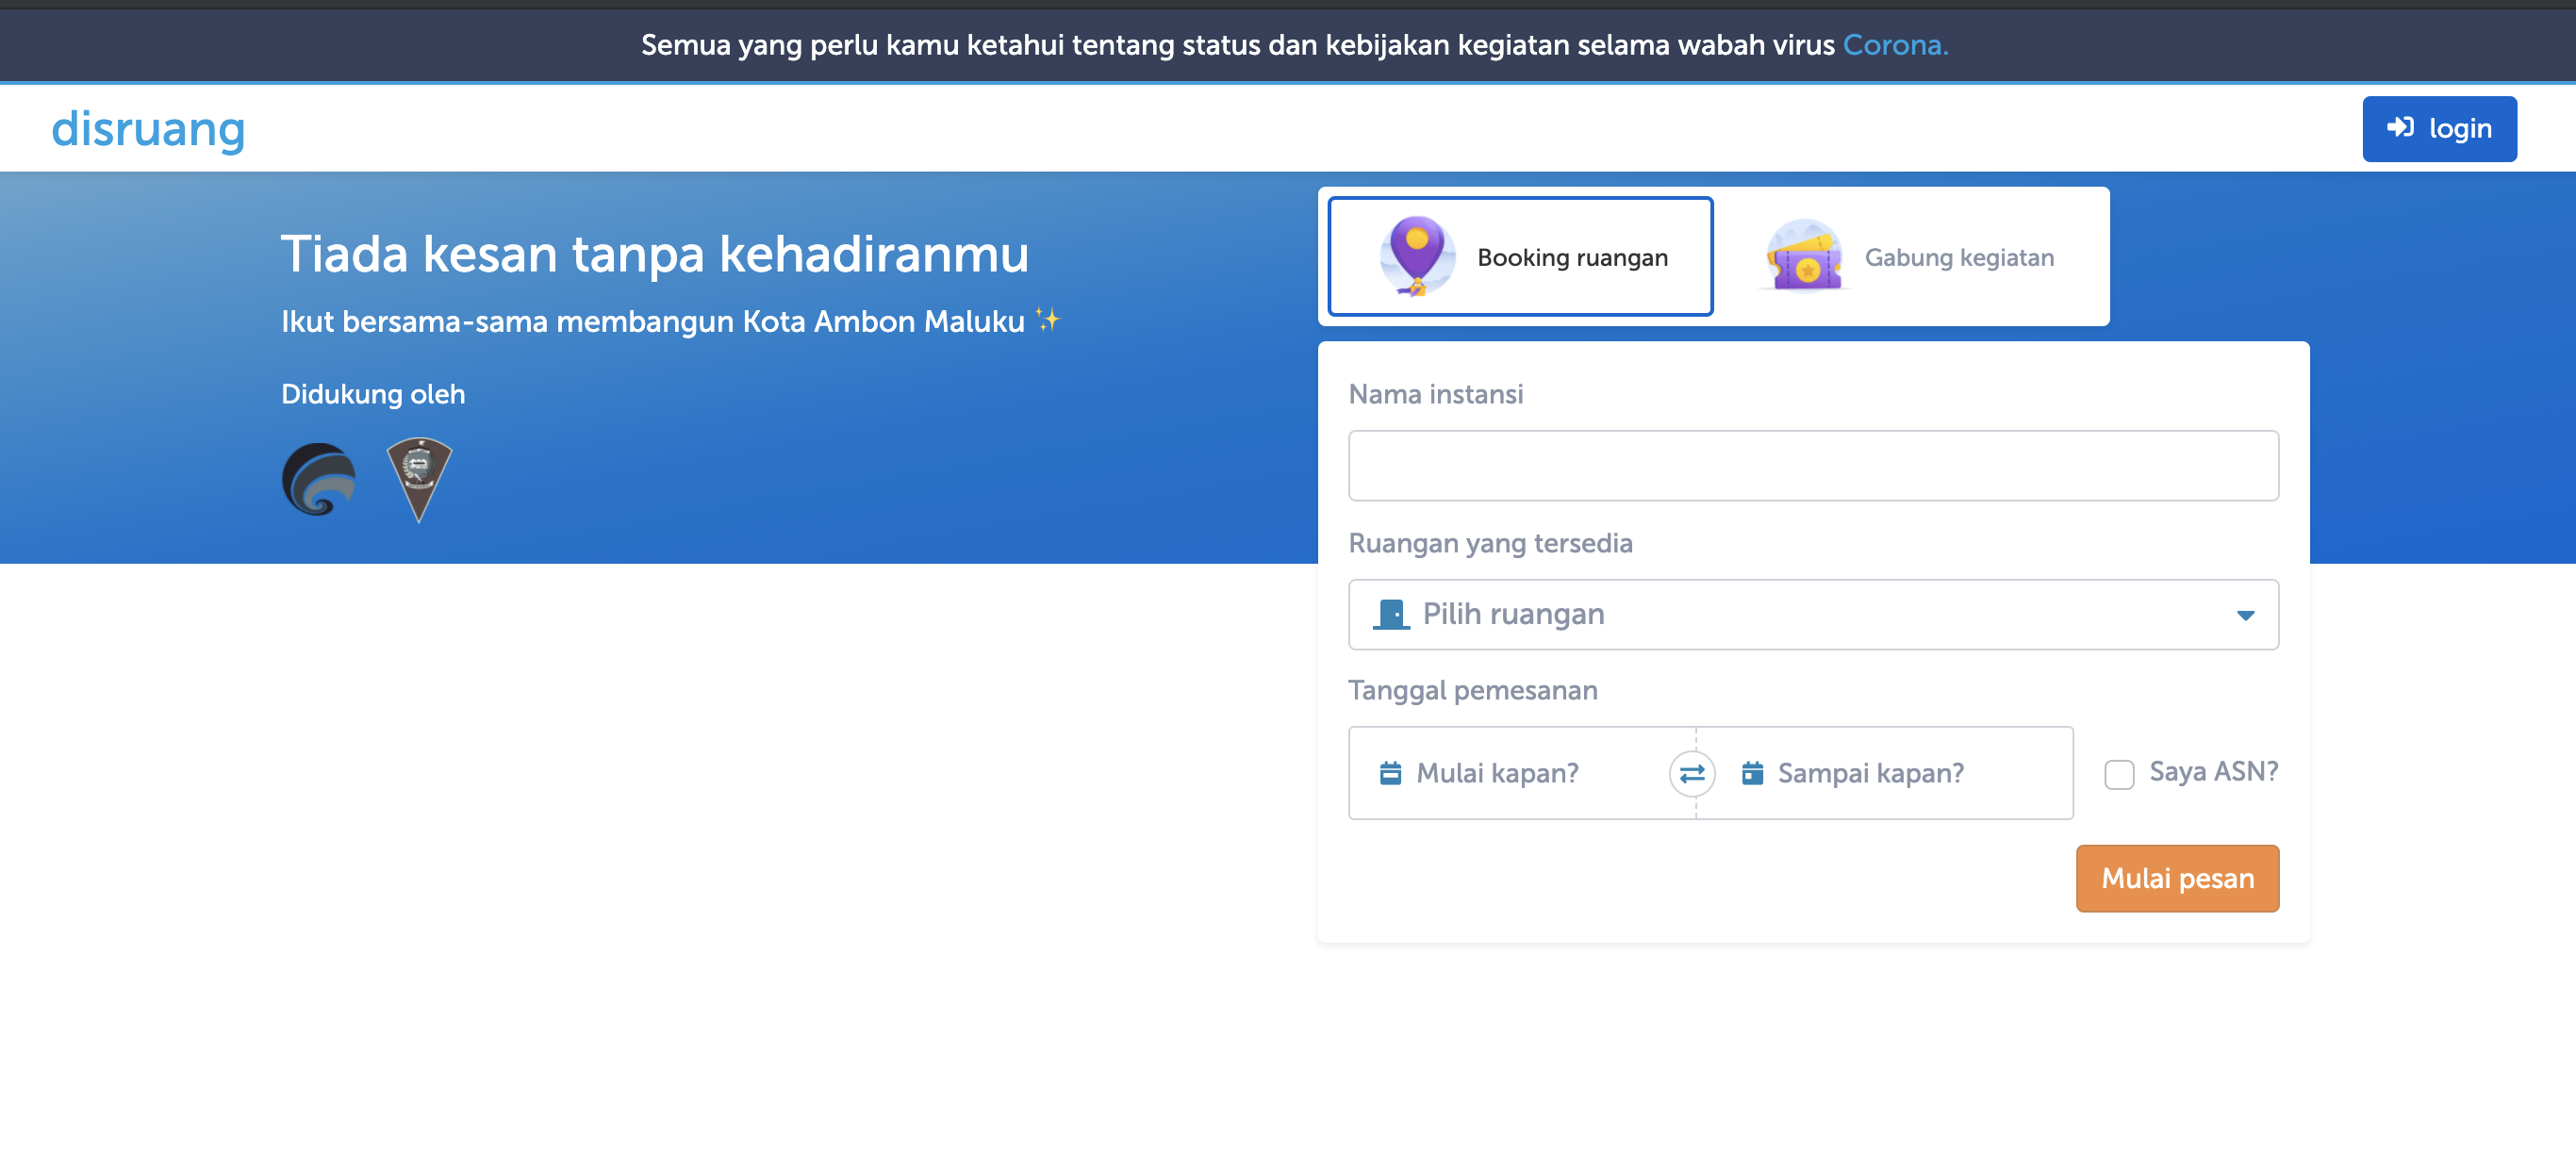 Semua yang perlu kamu ketahui tentang status dan kebijakan kegiatan selama wabah virus Corona.
disruang
login
Tiada kesan tanpa kehadiranmu
Ikut bersama-sama membangun Kota Ambon Maluku ✨
Didukung oleh
Booking ruangan
Gabung kegiatan
Nama instansi
Ruangan yang tersedia
Pilih ruangan
Tanggal pemesanan
Mulai kapan?
Sampai kapan?
Saya ASN?
Mulai pesan